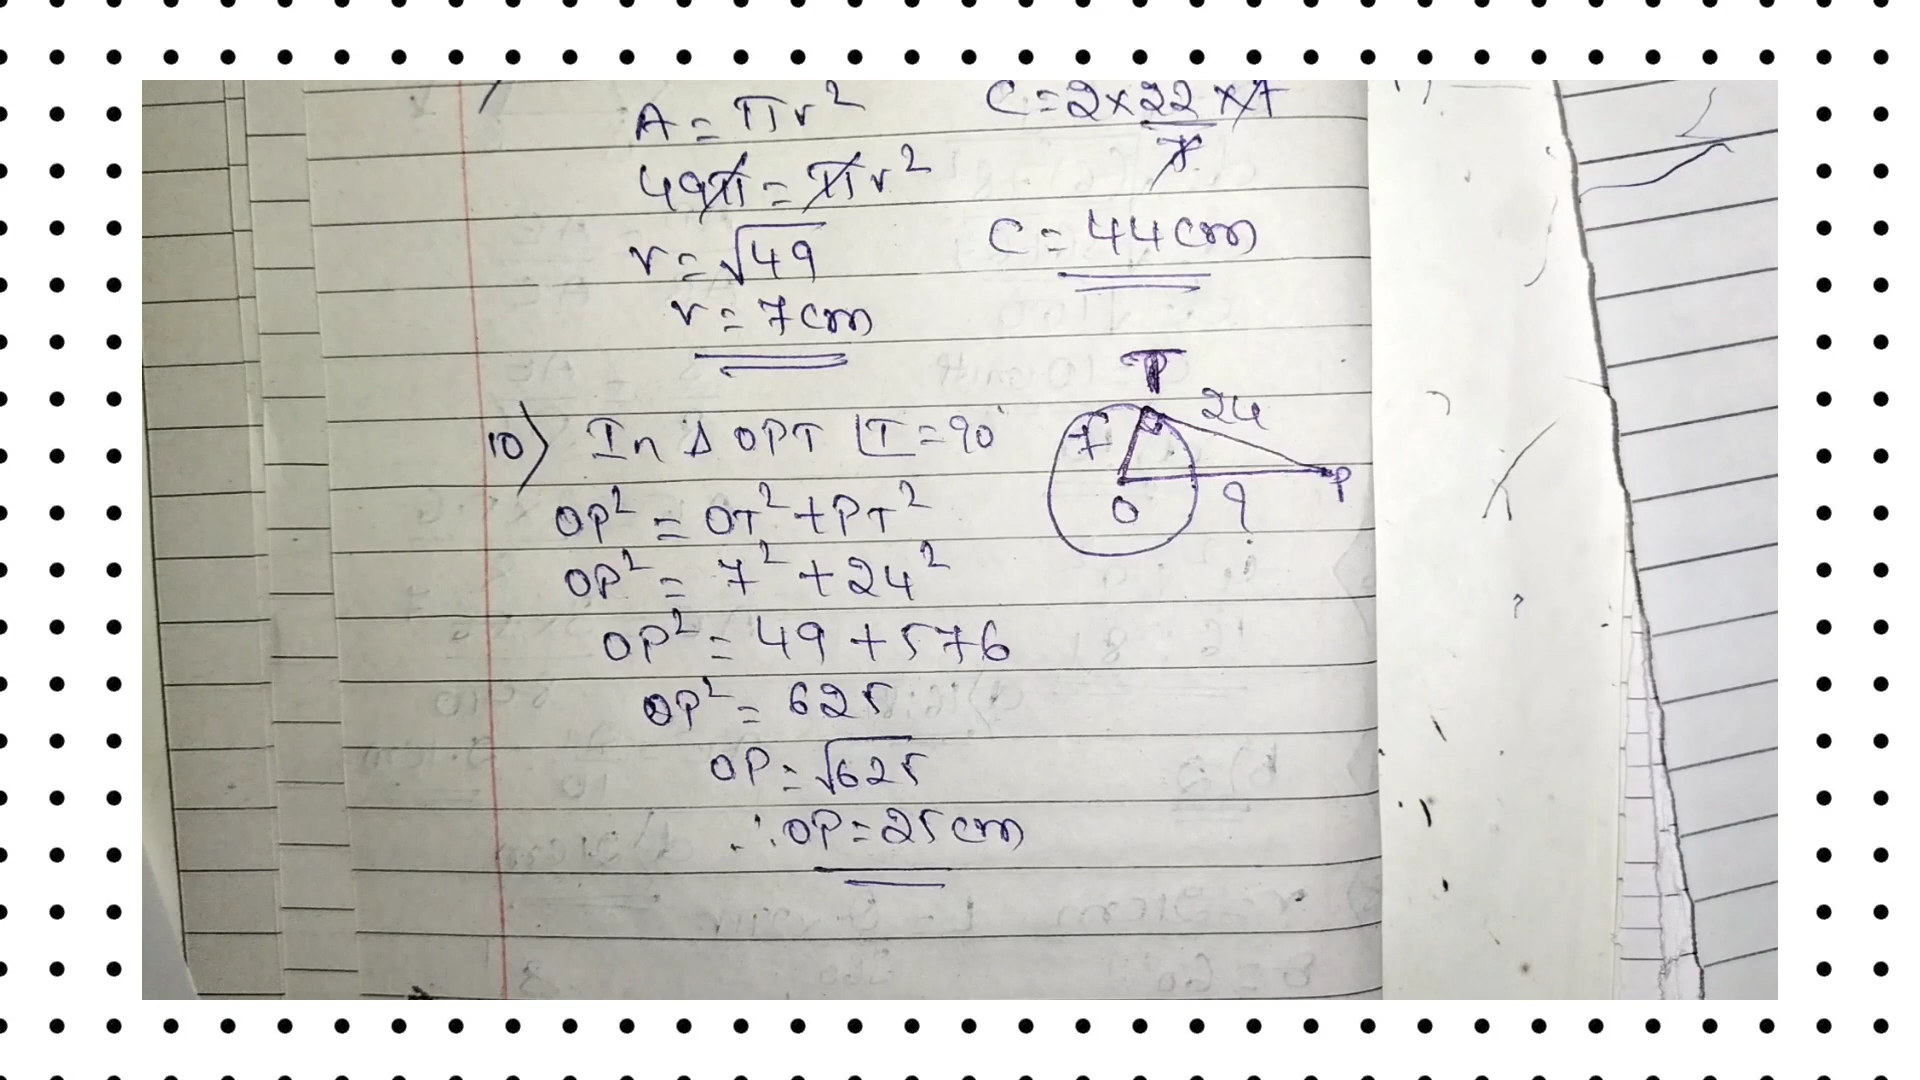 A = πr²
49π = πr²
r = √49
r = 7cm
C = 2 × 22/7 × 7
C = 44cm
10) In Δ OPT ∠T = 90°
OP² = OT² + PT²
OP² = 7² + 24²
OP² = 49 + 576
OP² = 625
OP = √625
∴ OP = 25cm
T
7
24
O
?
P